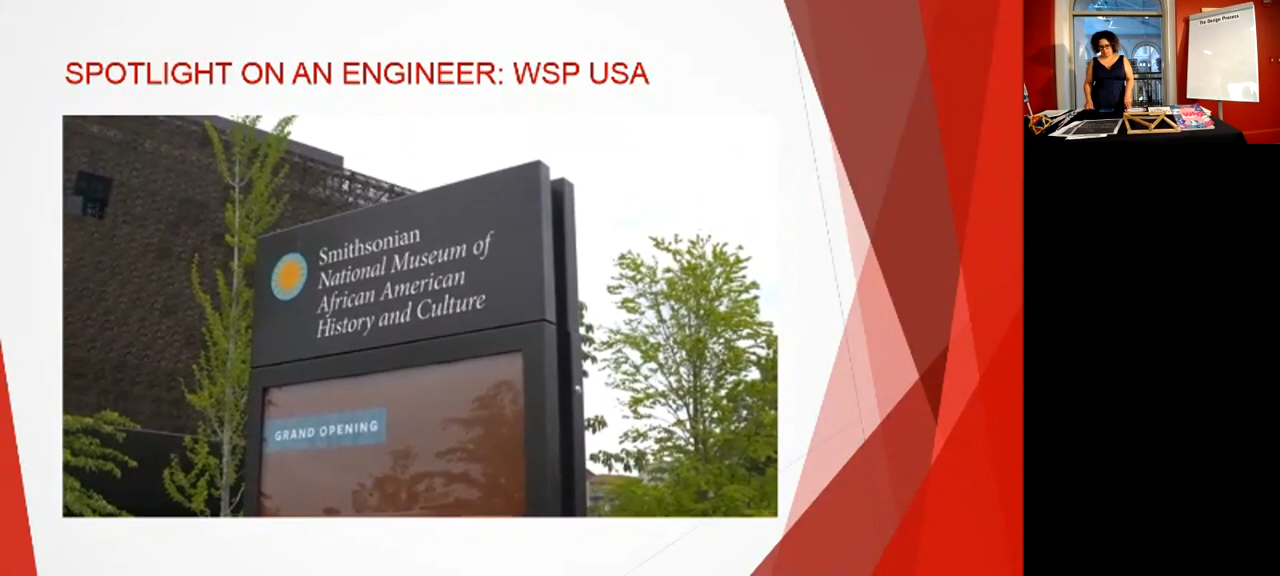 SPOTLIGHT ON AN ENGINEER: WSP USA
Smithsonian
National Museum of
African American
History and Culture
GRAND OPENING
The Design Process